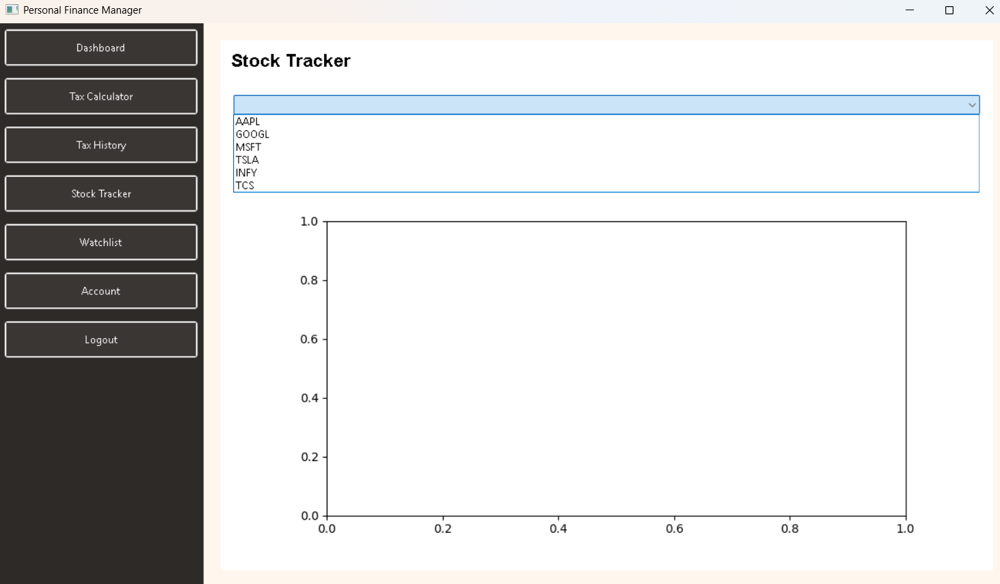 Personal Finance Manager
Dashboard
Tax Calculator
Tax History
Stock Tracker
Watchlist
Account
Logout
Stock Tracker
AAPL
GOOGL
MSFT
TSLA
INFY
TCS
1.0
0.8
0.6
0.4
0.2
0.0
0.0 0.2 0.4 0.6 0.8 1.0